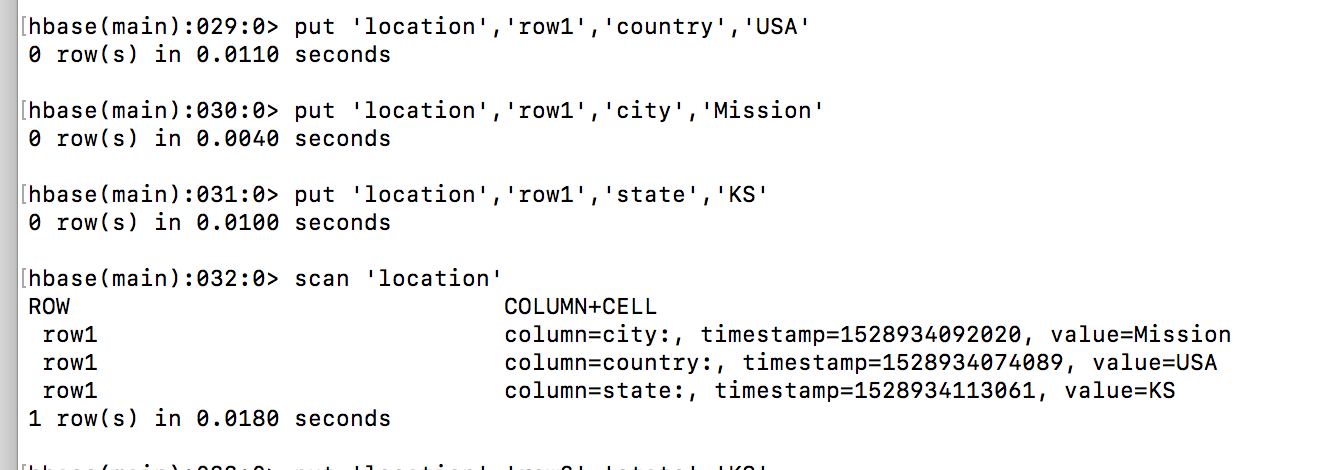 [hbase(main):029:0> put 'location','row1','country','USA'
0 row(s) in 0.0110 seconds
[hbase(main):030:0> put 'location','row1','city','Mission'
0 row(s) in 0.0040 seconds
[hbase(main):031:0> put 'location','row1','state','KS'
0 row(s) in 0.0100 seconds
[hbase(main):032:0> scan 'location'
ROW COLUMN+CELL
row1 column=city:, timestamp=1528934092020, value=Mission
row1 column=country:, timestamp=1528934074089, value=USA
row1 column=state:, timestamp=1528934113061, value=KS
1 row(s) in 0.0180 seconds